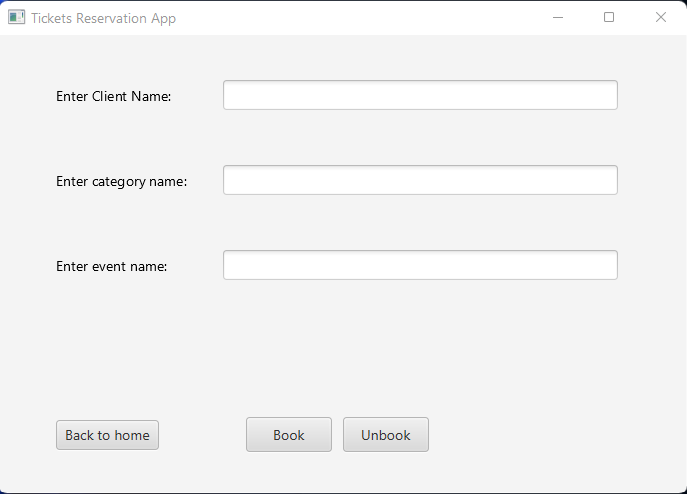 Tickets Reservation App
Enter Client Name:
Enter category name:
Enter event name:
Back to home
Book
Unbook